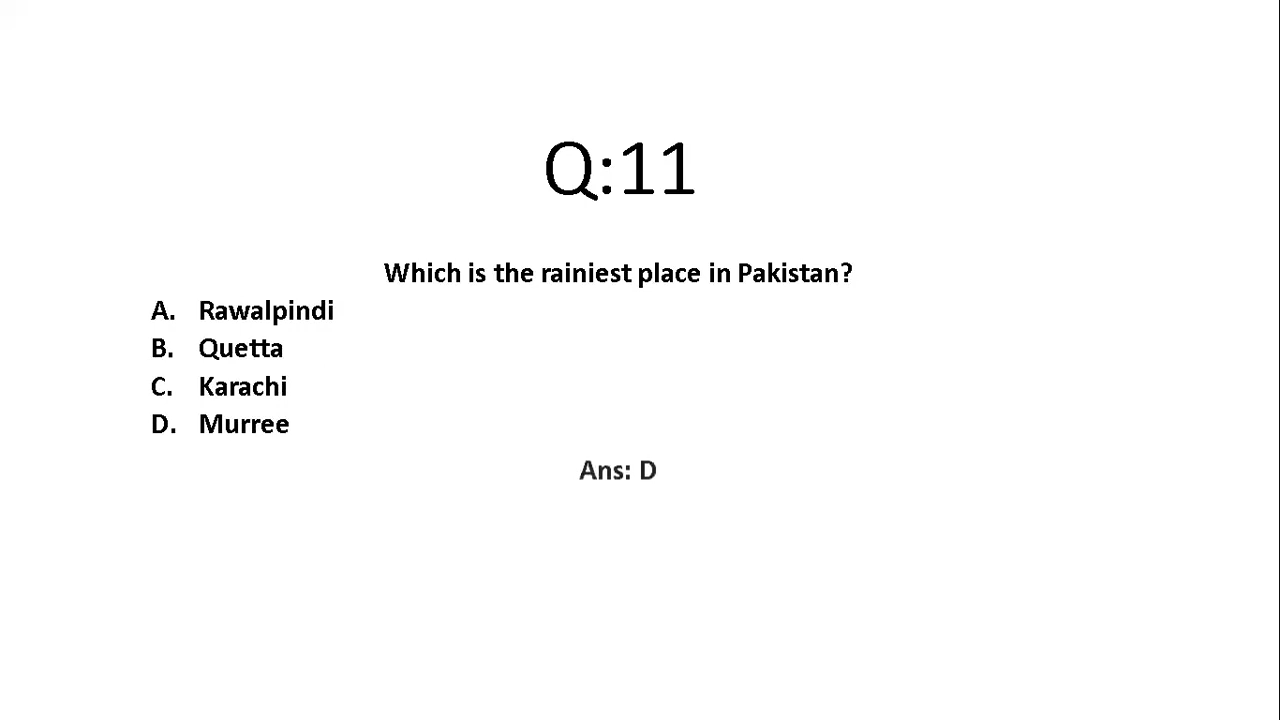 Q:11
Which is the rainiest place in Pakistan?
A. Rawalpindi
B. Quetta
C. Karachi
D. Murree
Ans: D